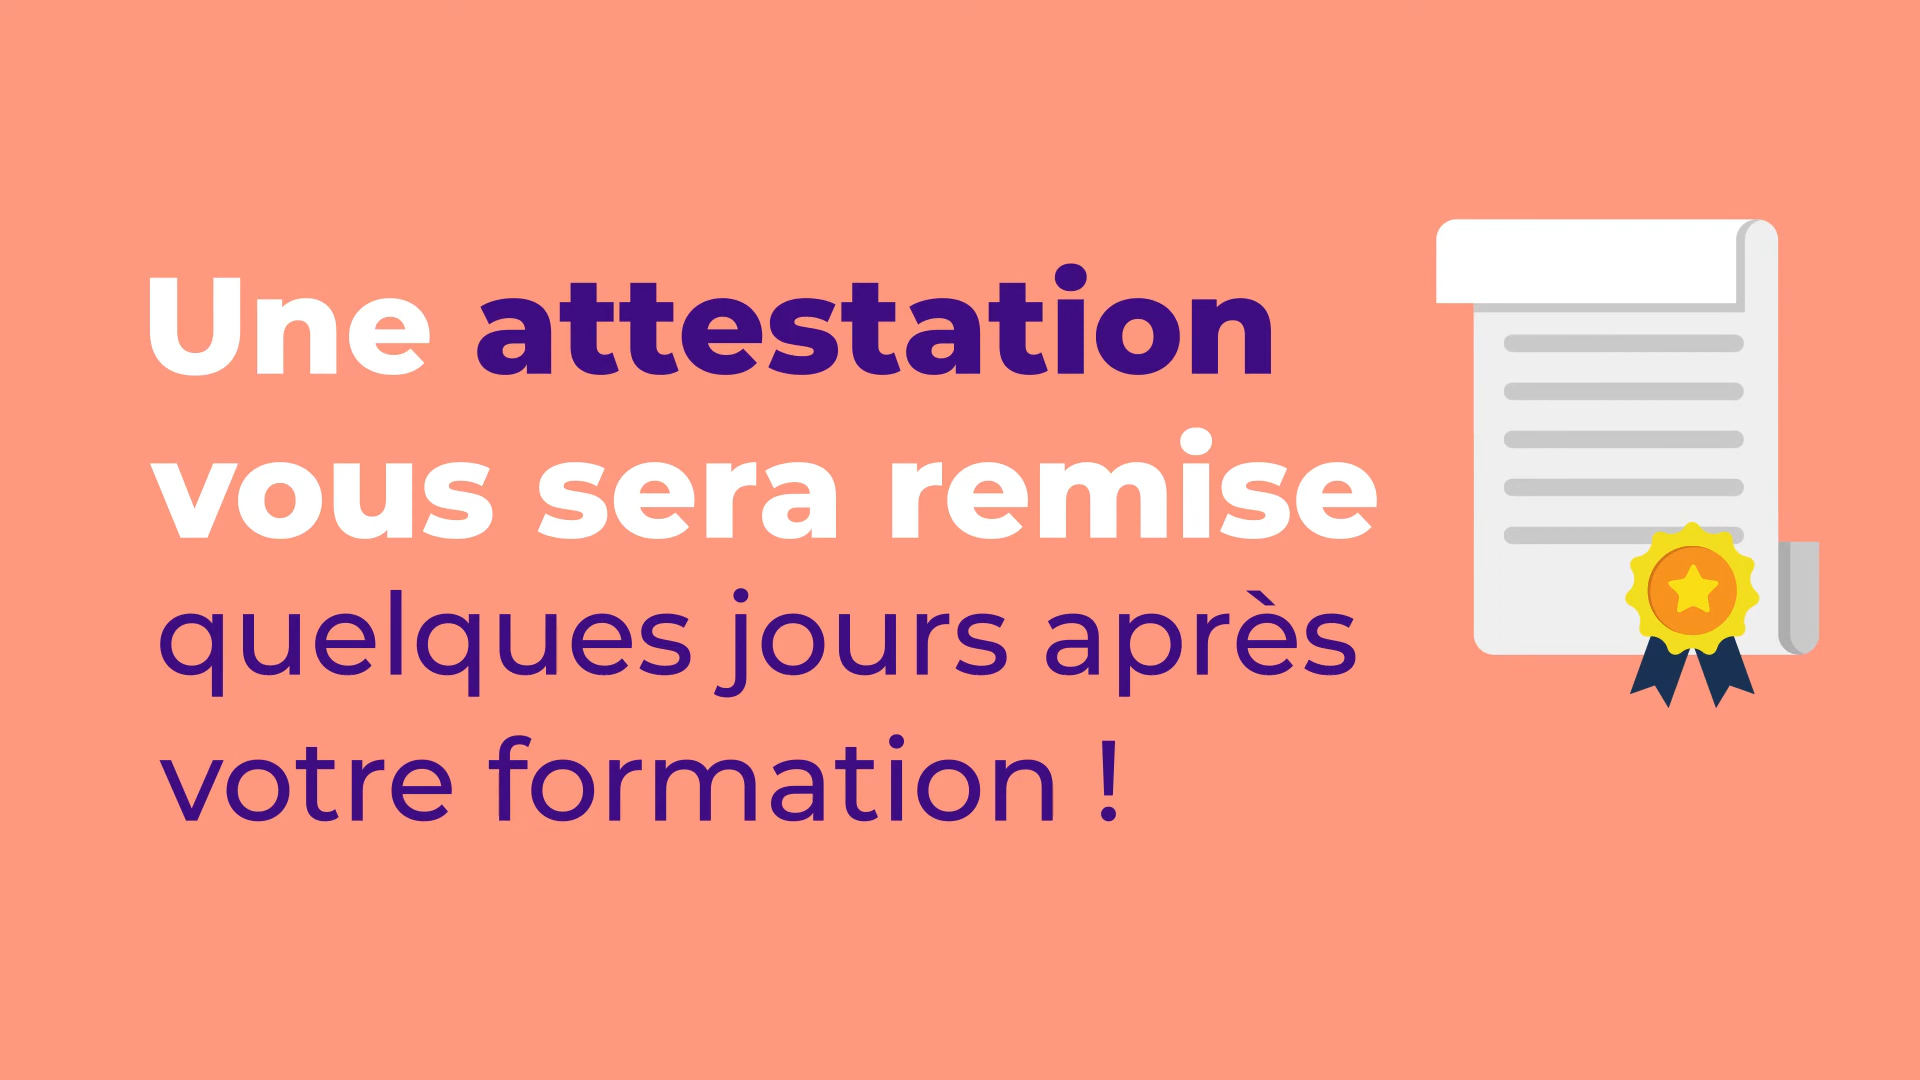 Une attestation
vous sera remise
quelques jours après
votre formation !